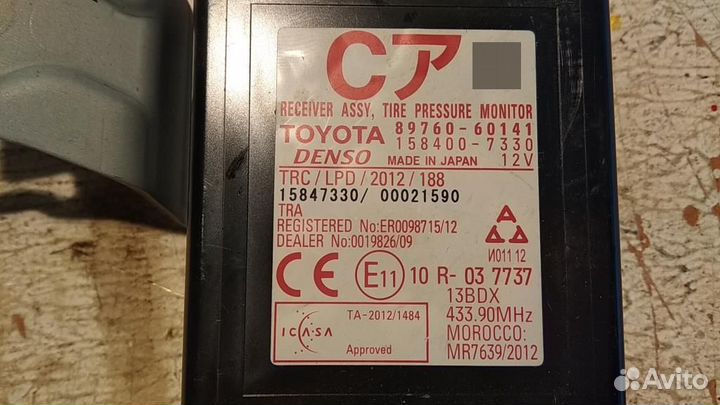 Cア
RECEIVER ASSY, TIRE PRESSURE MONITOR
TOYOTA 89760-60141
DENSO 158400-7330
MADE IN JAPAN 12V
TRC/LPD/2012/188
15847330/ 00021590
TRA
REGISTERED No:ER0098715/12
DEALER No:0019826/09
И011 12
CE E11 10 R- 03 7737
13BDX
433.90MHz
MOROCCO:
MR7639/2012
ICASA
TA-2012/1484
Approved
Avito